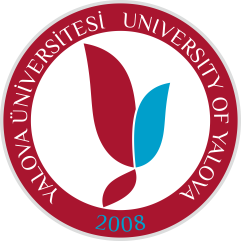 YALOVA ÜNİVERSİTESİ
UNIVERSITY OF YALOVA
2008